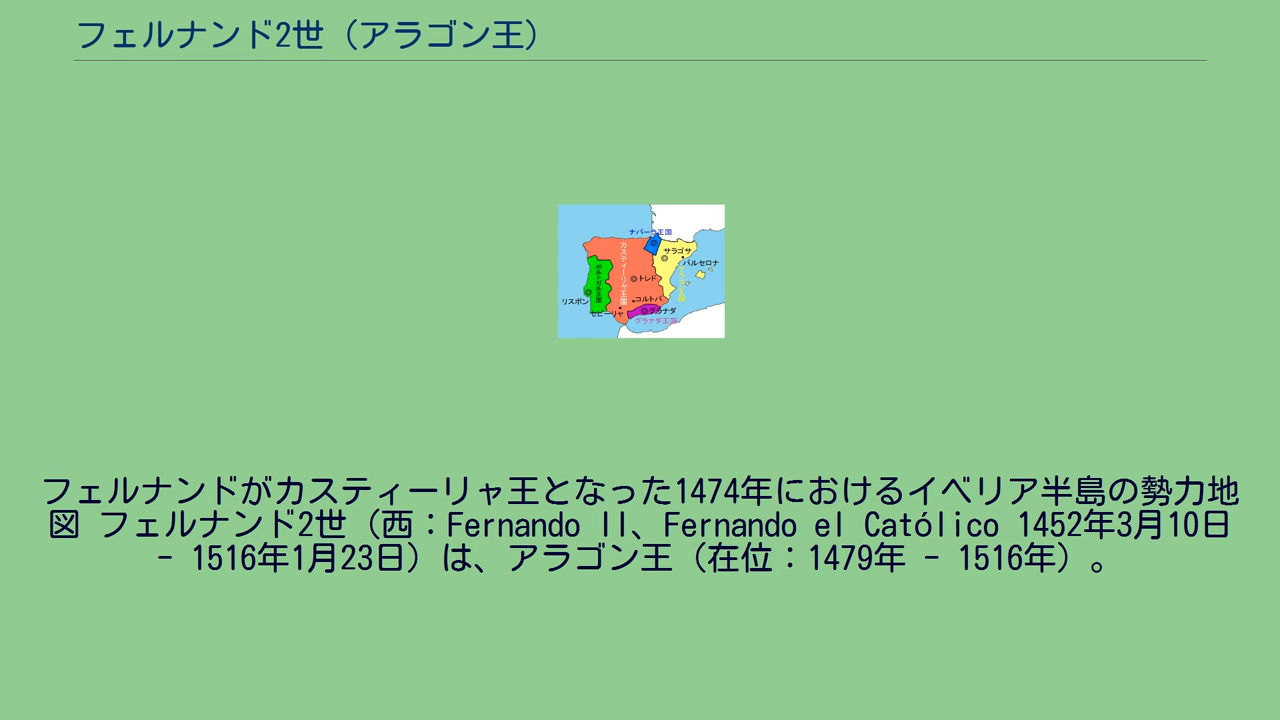 フェルナンド2世（アラゴン王）
ナバーラ王国
カスティーリャ王国
サラゴサ
バルセロナ
アラゴン王国
ポルトガル王国
トレド
リスボン
コルトバ
セビーリャ
グラナダ
グラナダ王国
フェルナンドがカスティーリャ王となった1474年におけるイベリア半島の勢力地
図 フェルナンド2世（西：Fernando II、Fernando el Católico 1452年3月10日
- 1516年1月23日）は、アラゴン王（在位：1479年 - 1516年）。